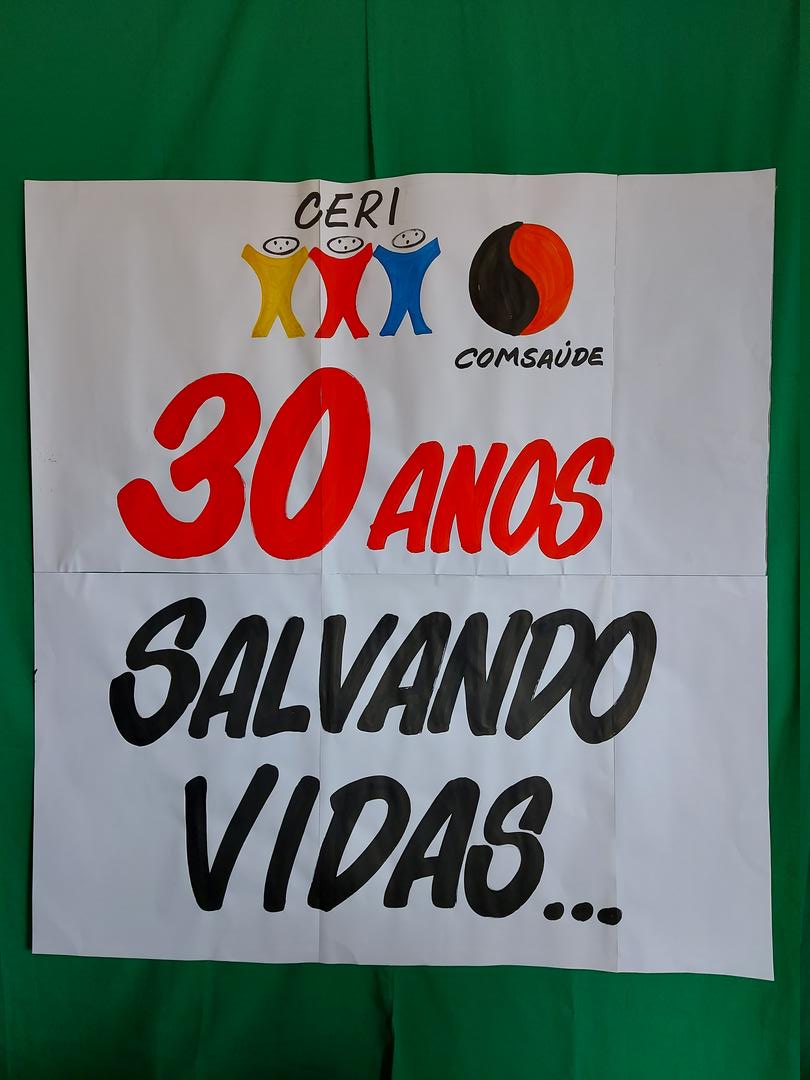 CERI
COMSAÚDE
30 ANOS
SALVANDO
VIDAS...